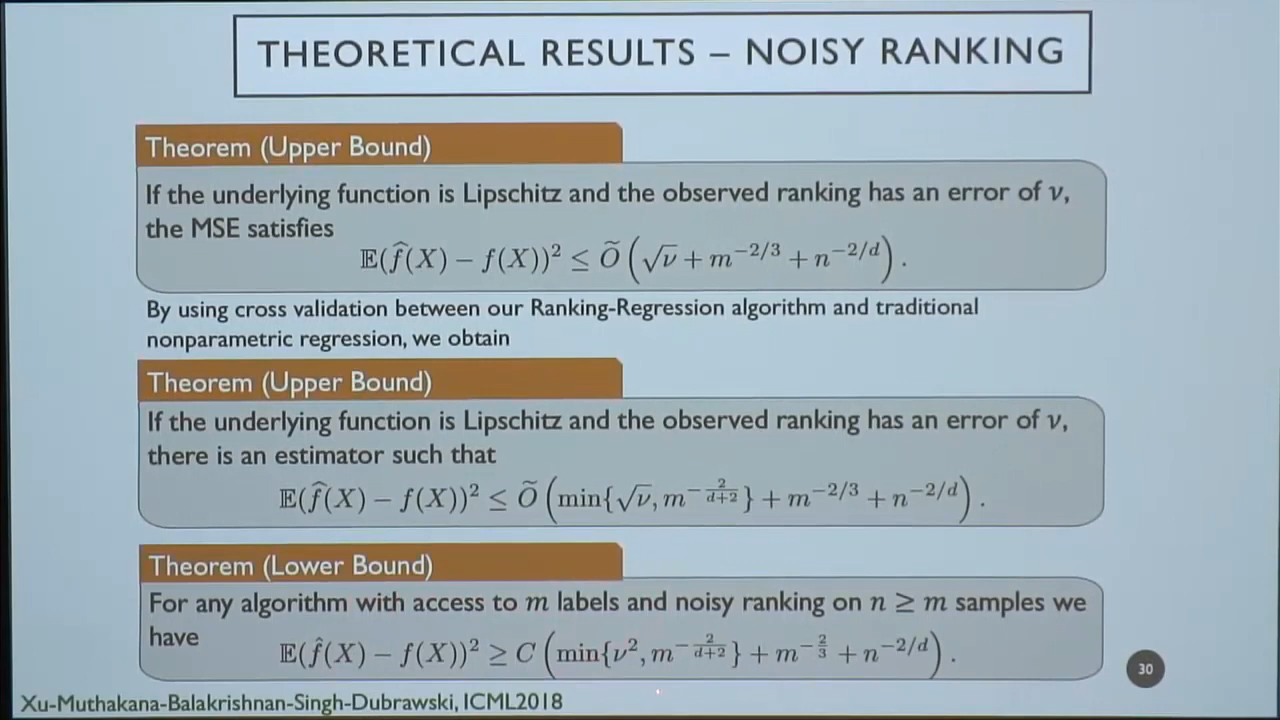 THEORETICAL RESULTS – NOISY RANKING
Theorem (Upper Bound)
If the underlying function is Lipschitz and the observed ranking has an error of ν,
the MSE satisfies
𝔼(f̂(X) − f(X))² ≤ Õ(√ν + m^{−2/3} + n^{−2/d}).
By using cross validation between our Ranking-Regression algorithm and traditional
nonparametric regression, we obtain
Theorem (Upper Bound)
If the underlying function is Lipschitz and the observed ranking has an error of ν,
there is an estimator such that
𝔼(f̂(X) − f(X))² ≤ Õ(min{√ν, m^{−2/(d+2)}} + m^{−2/3} + n^{−2/d}).
Theorem (Lower Bound)
For any algorithm with access to m labels and noisy ranking on n ≥ m samples we
have
𝔼(f̂(X) − f(X))² ≥ C(min{ν², m^{−2/(d+2)}} + m^{−2/3} + n^{−2/d}).
30
Xu-Muthakana-Balakrishnan-Singh-Dubrawski, ICML2018